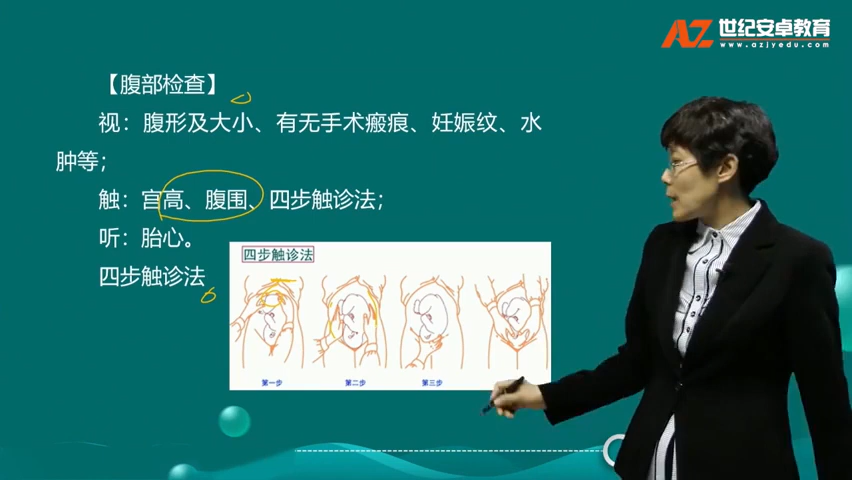 AZ 世纪安卓教育
www.azjyedu.com
【腹部检查】
视：腹形及大小、有无手术瘢痕、妊娠纹、水
肿等；
触：宫高、腹围、四步触诊法；
听：胎心。
四步触诊法
四步触诊法
第一步 第二步 第三步